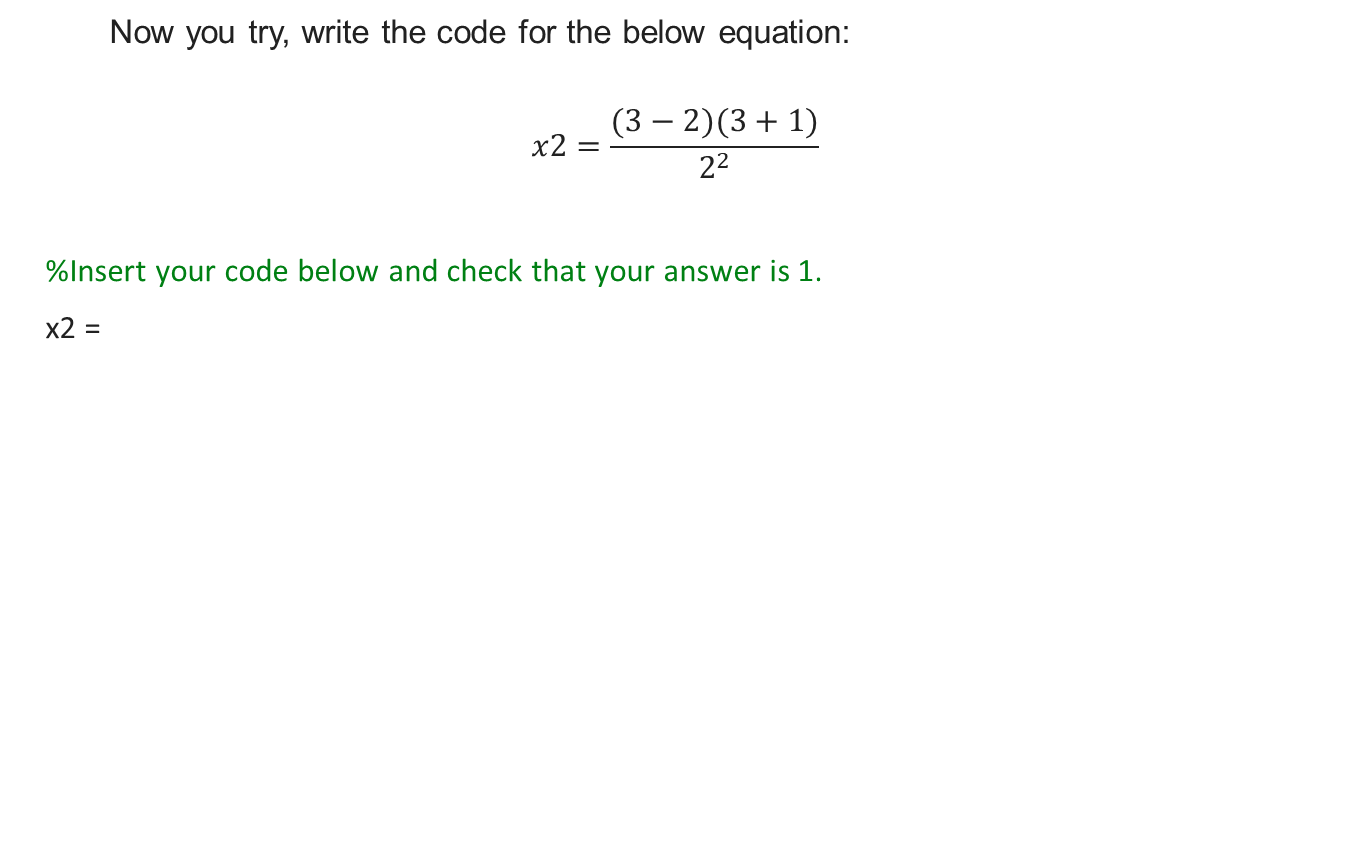 Now you try, write the code for the below equation:
x2 = (3 − 2)(3 + 1) / 2²
%Insert your code below and check that your answer is 1.
x2 =